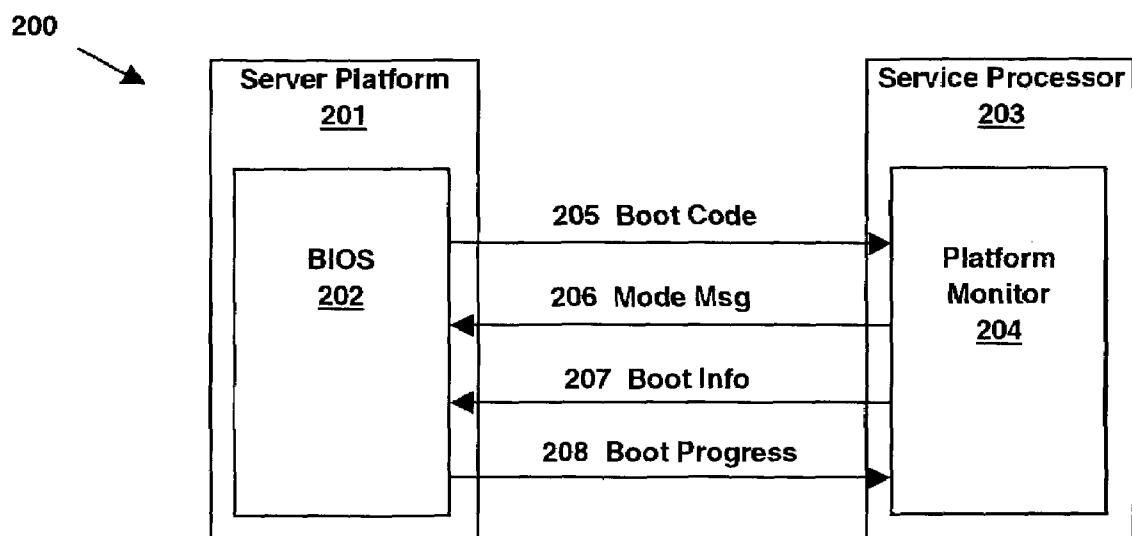 200
Server Platform
201
Service Processor
203
205 Boot Code
BIOS
202
Platform
Monitor
204
206 Mode Msg
207 Boot Info
208 Boot Progress